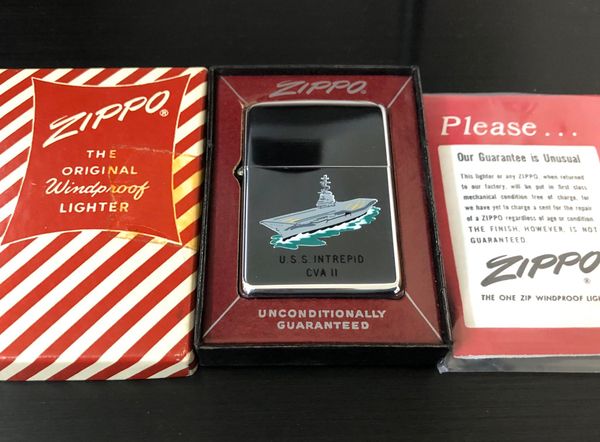 ZIPPO®
THE
ORIGINAL
Windproof
LIGHTER
ZIPPO®
U.S.S. INTREPID
CVA 11
UNCONDITIONALLY
GUARANTEED
Please...
Our Guarantee is Unusual
This lighter or any ZIPPO, when returned
to our factory, will be put in first class
mechanical condition free of charge, for
we have yet to charge a cent for the repair
of a ZIPPO regardless of age or condition.
THE FINISH, HOWEVER, IS NOT
GUARANTEED
ZIPPO®
THE ONE ZIP WINDPROOF